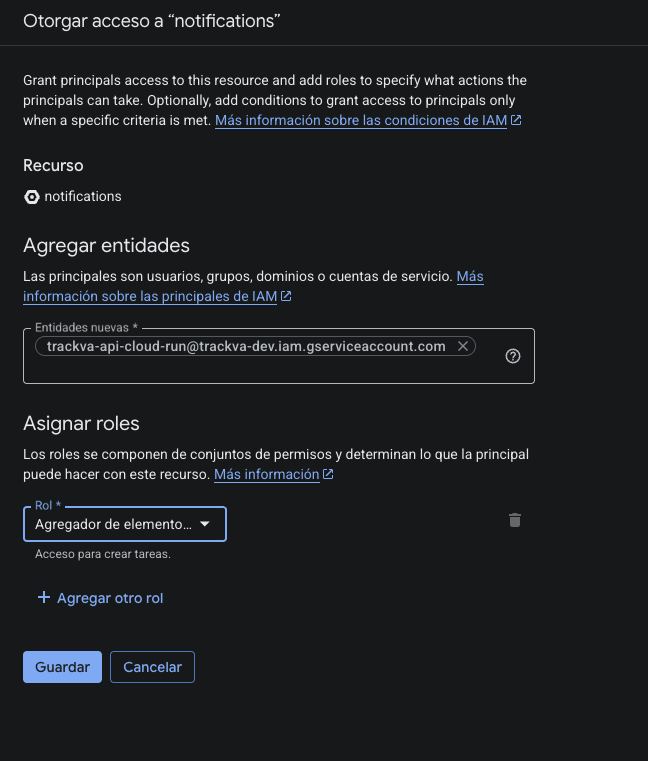 Otorgar acceso a “notifications”
Grant principals access to this resource and add roles to specify what actions the
principals can take. Optionally, add conditions to grant access to principals only
when a specific criteria is met. Más información sobre las condiciones de IAM
Recurso
notifications
Agregar entidades
Las principales son usuarios, grupos, dominios o cuentas de servicio. Más
información sobre las principales de IAM
Entidades nuevas *
trackva-api-cloud-run@trackva-dev.iam.gserviceaccount.com
Asignar roles
Los roles se componen de conjuntos de permisos y determinan lo que la principal
puede hacer con este recurso. Más información
Rol *
Agregador de elemento...
Acceso para crear tareas.
+ Agregar otro rol
Guardar Cancelar